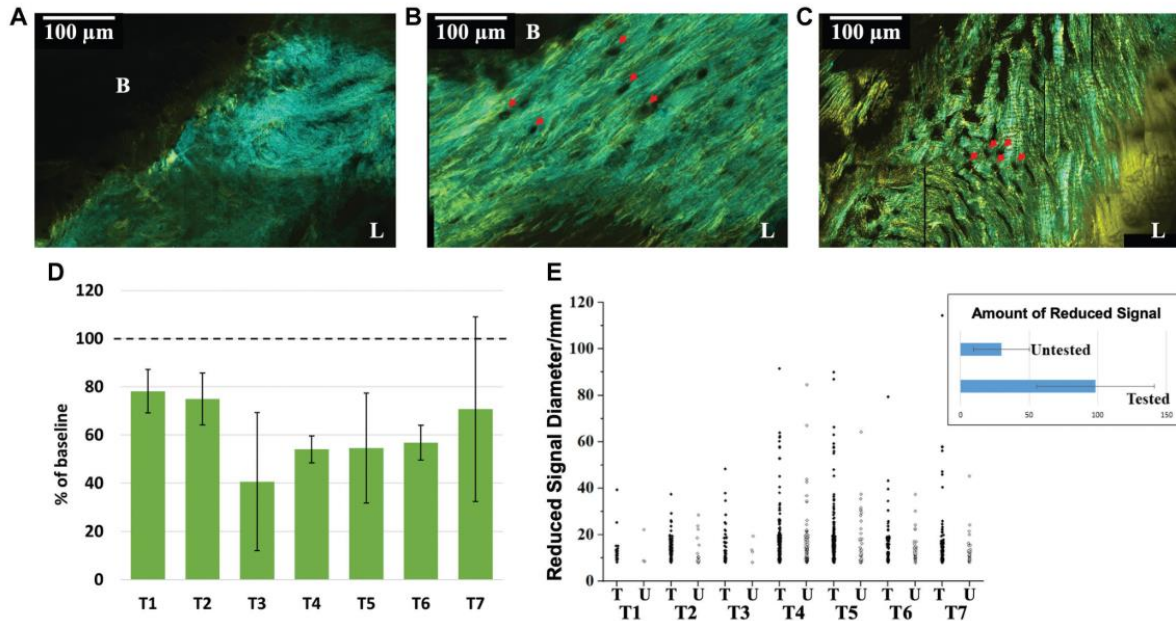 A
100 µm
B
L
B
100 µm
B
L
C
100 µm
L
D
% of baseline
120
100
80
60
40
20
0
T1 T2 T3 T4 T5 T6 T7
E
Reduced Signal Diameter/mm
120
100
80
60
40
20
0
T U T U T U T U T U T U T U
T1 T2 T3 T4 T5 T6 T7
Amount of Reduced Signal
Untested
Tested
0 50 100 150